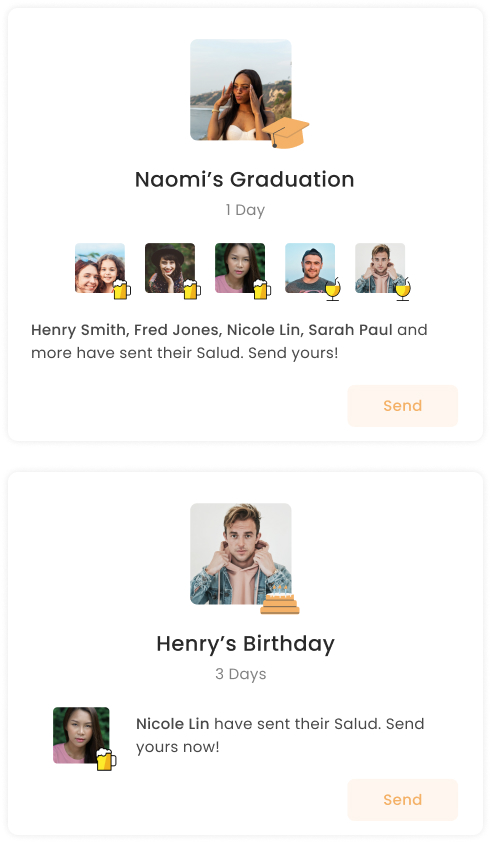 Naomi’s Graduation
1 Day
Henry Smith, Fred Jones, Nicole Lin, Sarah Paul and
more have sent their Salud. Send yours!
Send
Henry’s Birthday
3 Days
Nicole Lin have sent their Salud. Send
yours now!
Send